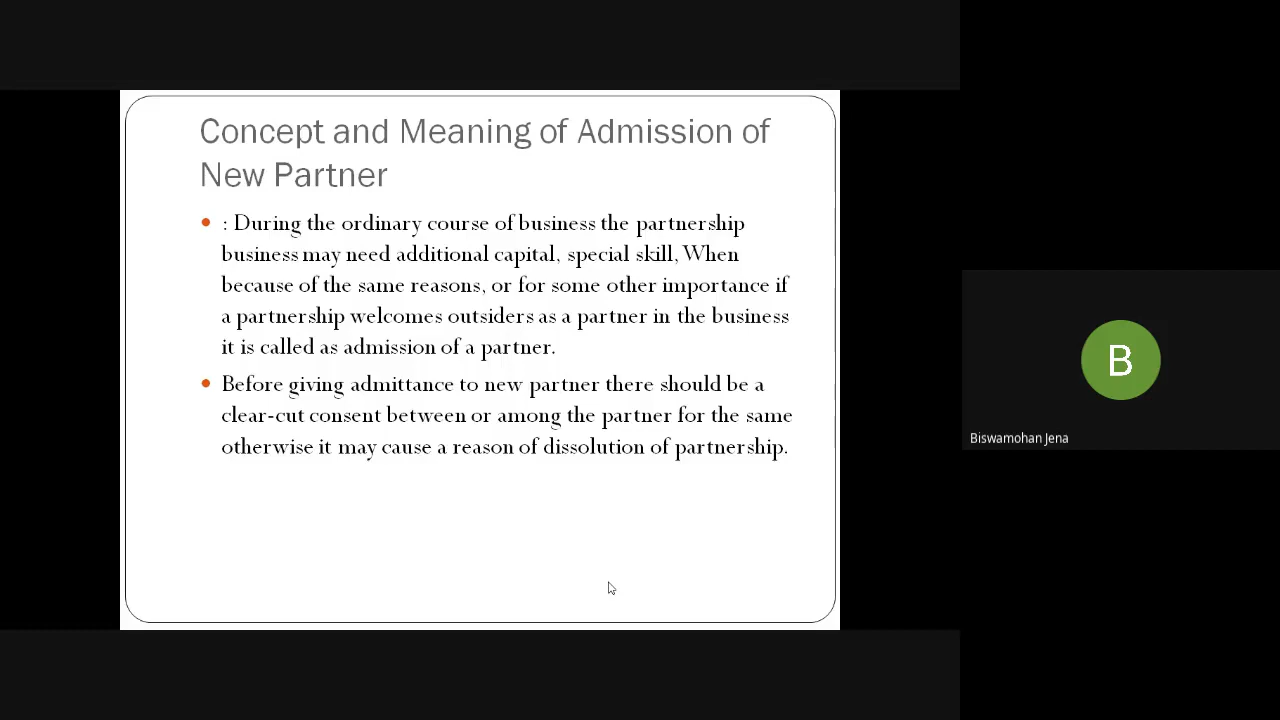 Concept and Meaning of Admission of
New Partner
: During the ordinary course of business the partnership
business may need additional capital, special skill, When
because of the same reasons, or for some other importance if
a partnership welcomes outsiders as a partner in the business
it is called as admission of a partner.
Before giving admittance to new partner there should be a
clear-cut consent between or among the partner for the same
otherwise it may cause a reason of dissolution of partnership.
B
Biswamohan Jena